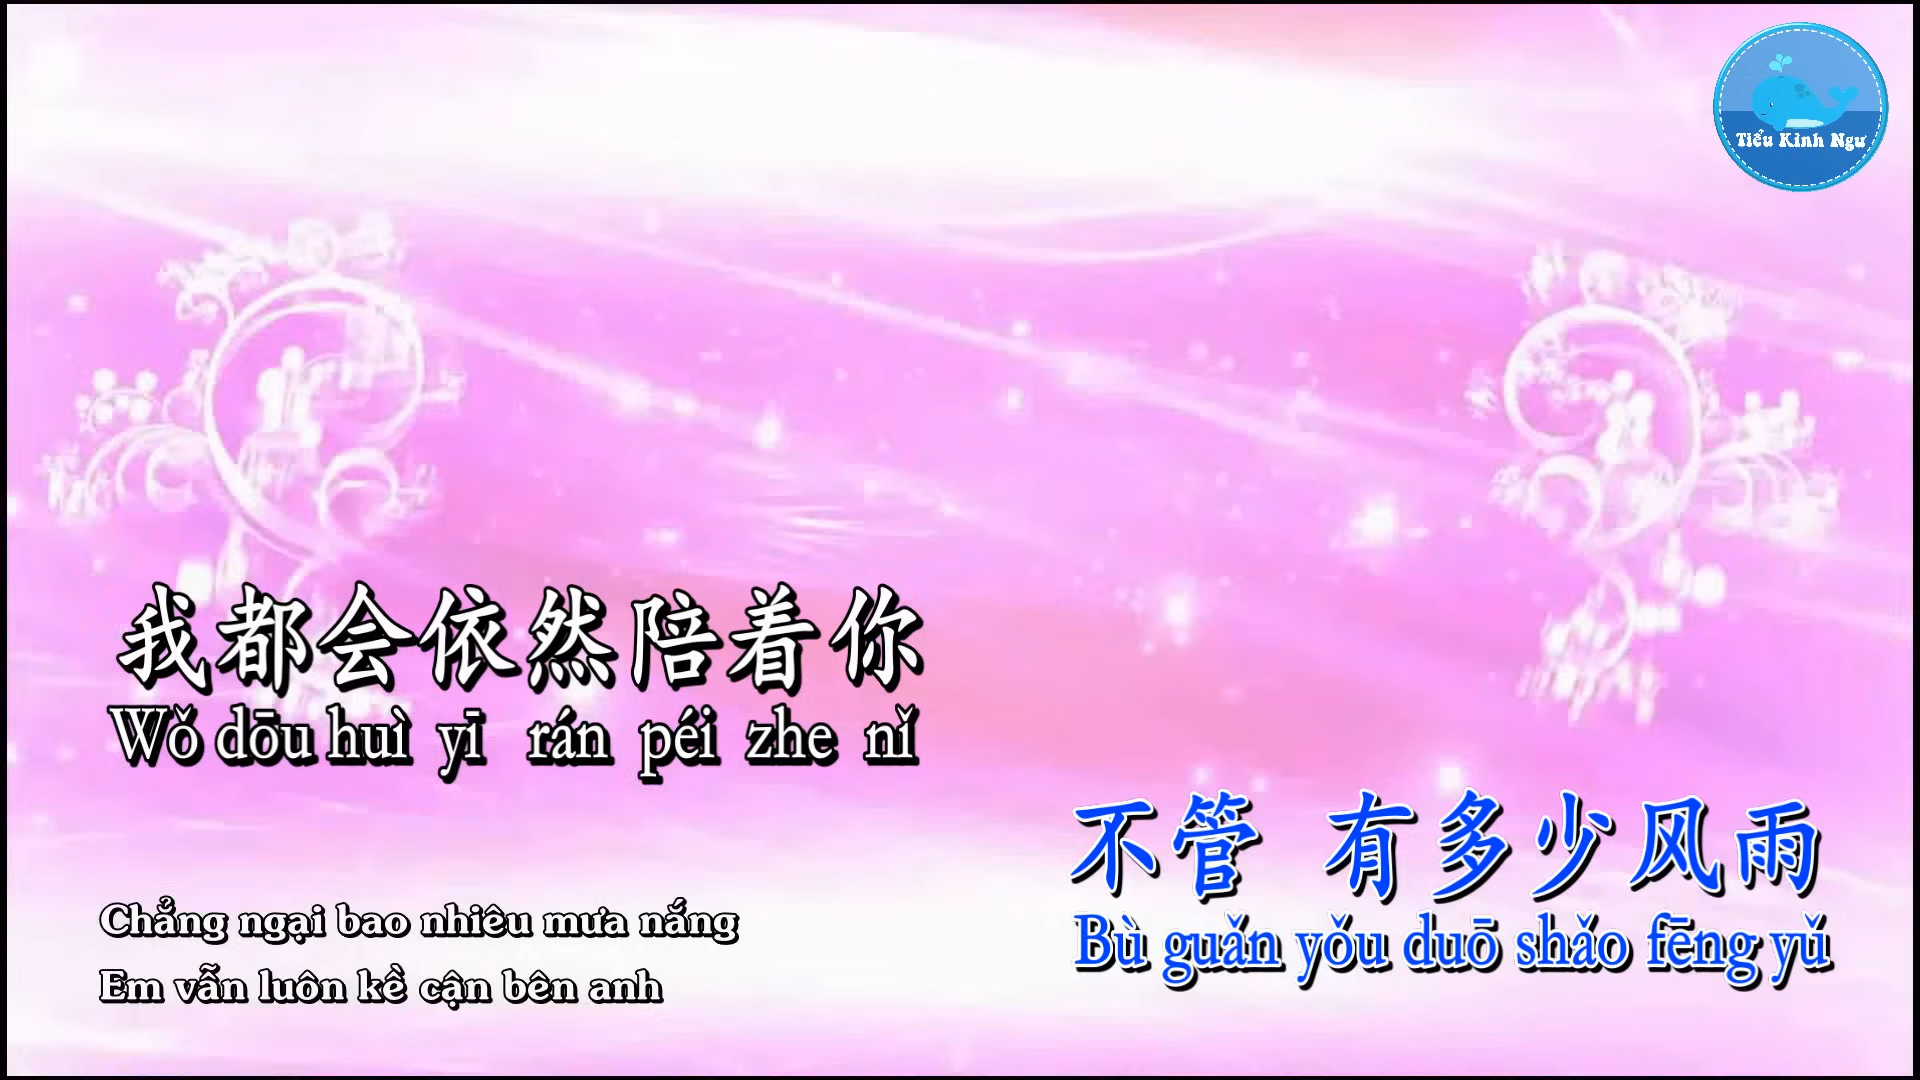 Tiểu Kình Ngư
我都会依然陪着你
Wǒ dōu huì yī rán péi zhe nǐ
不管 有多少风雨
Bù guǎn yǒu duō shǎo fēng yǔ
Chẳng ngại bao nhiêu mưa nắng
Em vẫn luôn kề cận bên anh